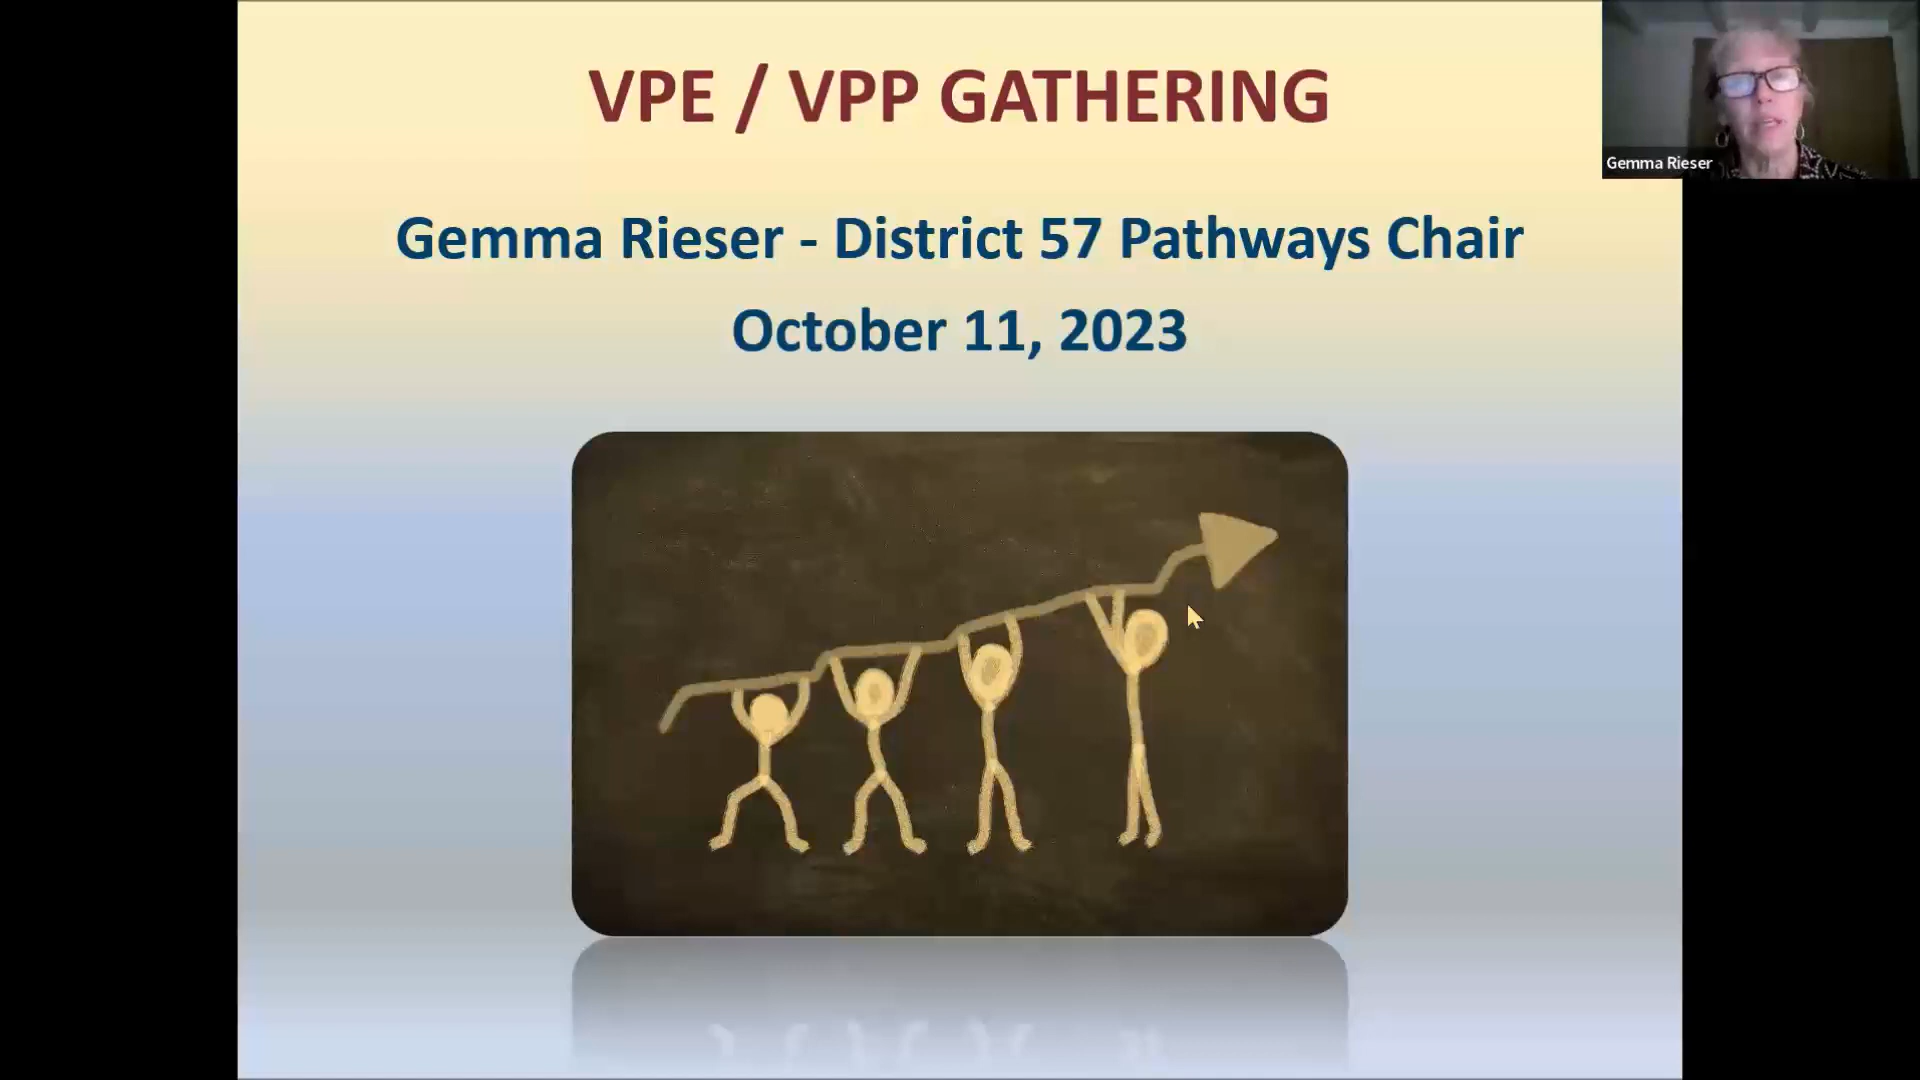 VPE / VPP GATHERING
Gemma Rieser
Gemma Rieser - District 57 Pathways Chair
October 11, 2023